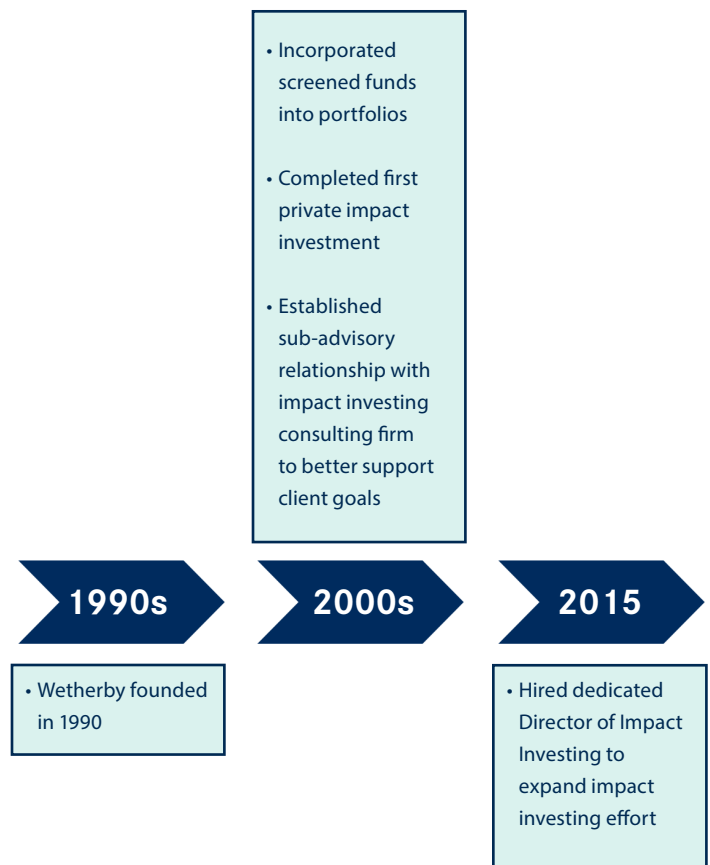 • Incorporated
screened funds
into portfolios
• Completed first
private impact
investment
• Established
sub-advisory
relationship with
impact investing
consulting firm
to better support
client goals
1990s
2000s
2015
• Wetherby founded
in 1990
• Hired dedicated
Director of Impact
Investing to
expand impact
investing effort